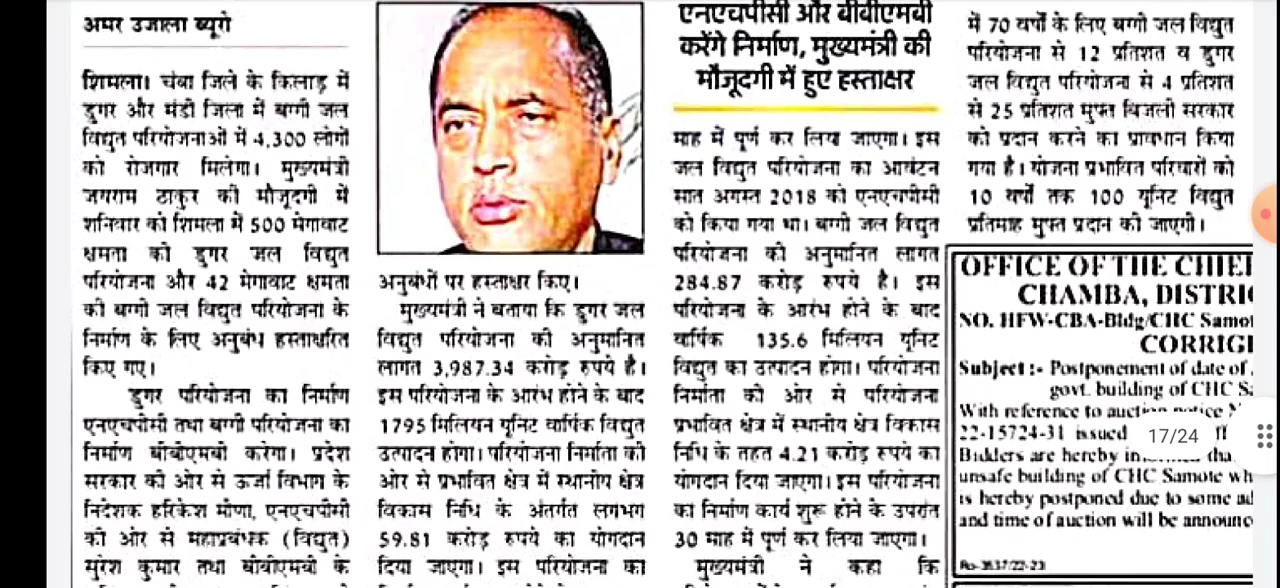 अमर उजाला ब्यूरो
शिमला। चंबा जिले के किलाड़ में
डुगर और मंडी जिला में बग्गी जल
विद्युत परियोजनाओं में 4,300 लोगों
को रोजगार मिलेगा। मुख्यमंत्री
जयराम ठाकुर की मौजूदगी में
शनिवार को शिमला में 500 मेगावाट
क्षमता की डुगर जल विद्युत
परियोजना और 42 मेगावाट क्षमता
की बग्गी जल विद्युत परियोजना के
निर्माण के लिए अनुबंध हस्ताक्षरित
किए गए।
डुगर परियोजना का निर्माण
एनएचपीसी तथा बग्गी परियोजना का
निर्माण बीबीएमबी करेगा। प्रदेश
सरकार की ओर से ऊर्जा विभाग के
निदेशक हरिकेश मीणा, एनएचपीसी
की ओर से महाप्रबंधक (विद्युत)
सुरेश कुमार तथा बीबीएमबी के
अनुबंधों पर हस्ताक्षर किए।
मुख्यमंत्री ने बताया कि डुगर जल
विद्युत परियोजना की अनुमानित
लागत 3,987.34 करोड़ रुपये है।
इस परियोजना के आरंभ होने के बाद
1795 मिलियन यूनिट वार्षिक विद्युत
उत्पादन होगा। परियोजना निर्माता की
ओर से प्रभावित क्षेत्र में स्थानीय क्षेत्र
विकास निधि के अंतर्गत लगभग
59.81 करोड़ रुपये का योगदान
दिया जाएगा। इस परियोजना का
एनएचपीसी और बीबीएमबी
करेंगे निर्माण, मुख्यमंत्री की
मौजूदगी में हुए हस्ताक्षर
माह में पूर्ण कर लिया जाएगा। इस
जल विद्युत परियोजना का आवंटन
सात अगस्त 2018 को एनएचपीसी
को किया गया था। बग्गी जल विद्युत
परियोजना की अनुमानित लागत
284.87 करोड़ रुपये है। इस
परियोजना के आरंभ होने के बाद
वार्षिक 135.6 मिलियन यूनिट
विद्युत का उत्पादन होगा। परियोजना
निर्माता की ओर से परियोजना
प्रभावित क्षेत्र में स्थानीय क्षेत्र विकास
निधि के तहत 4.21 करोड़ रुपये का
योगदान दिया जाएगा। इस परियोजना
का निर्माण कार्य शुरू होने के उपरांत
30 माह में पूर्ण कर लिया जाएगा।
मुख्यमंत्री ने कहा कि
में 70 वर्षों के लिए बग्गी जल विद्युत
परियोजना से 12 प्रतिशत व डुगर
जल विद्युत परियोजना से 4 प्रतिशत
से 25 प्रतिशत मुफ्त बिजली सरकार
को प्रदान करने का प्रावधान किया
गया है। योजना प्रभावित परिवारों को
10 वर्षों तक 100 यूनिट विद्युत
प्रतिमाह मुफ्त प्रदान की जाएगी।
OFFICE OF THE CHIEF
CHAMBA, DISTRIC
NO. HFW-CBA-Bldg/CHC Samot
CORRIGE
Subject :- Postponement of date of
govt. building of CHC Sa
With reference to auction notice N
22-15724-31 issued
Bidders are hereby tha
unsafe building of CHC Samote wh
is hereby postponed due to some ad
and time of auction will be announc
Ro-3637/22-23
17/24